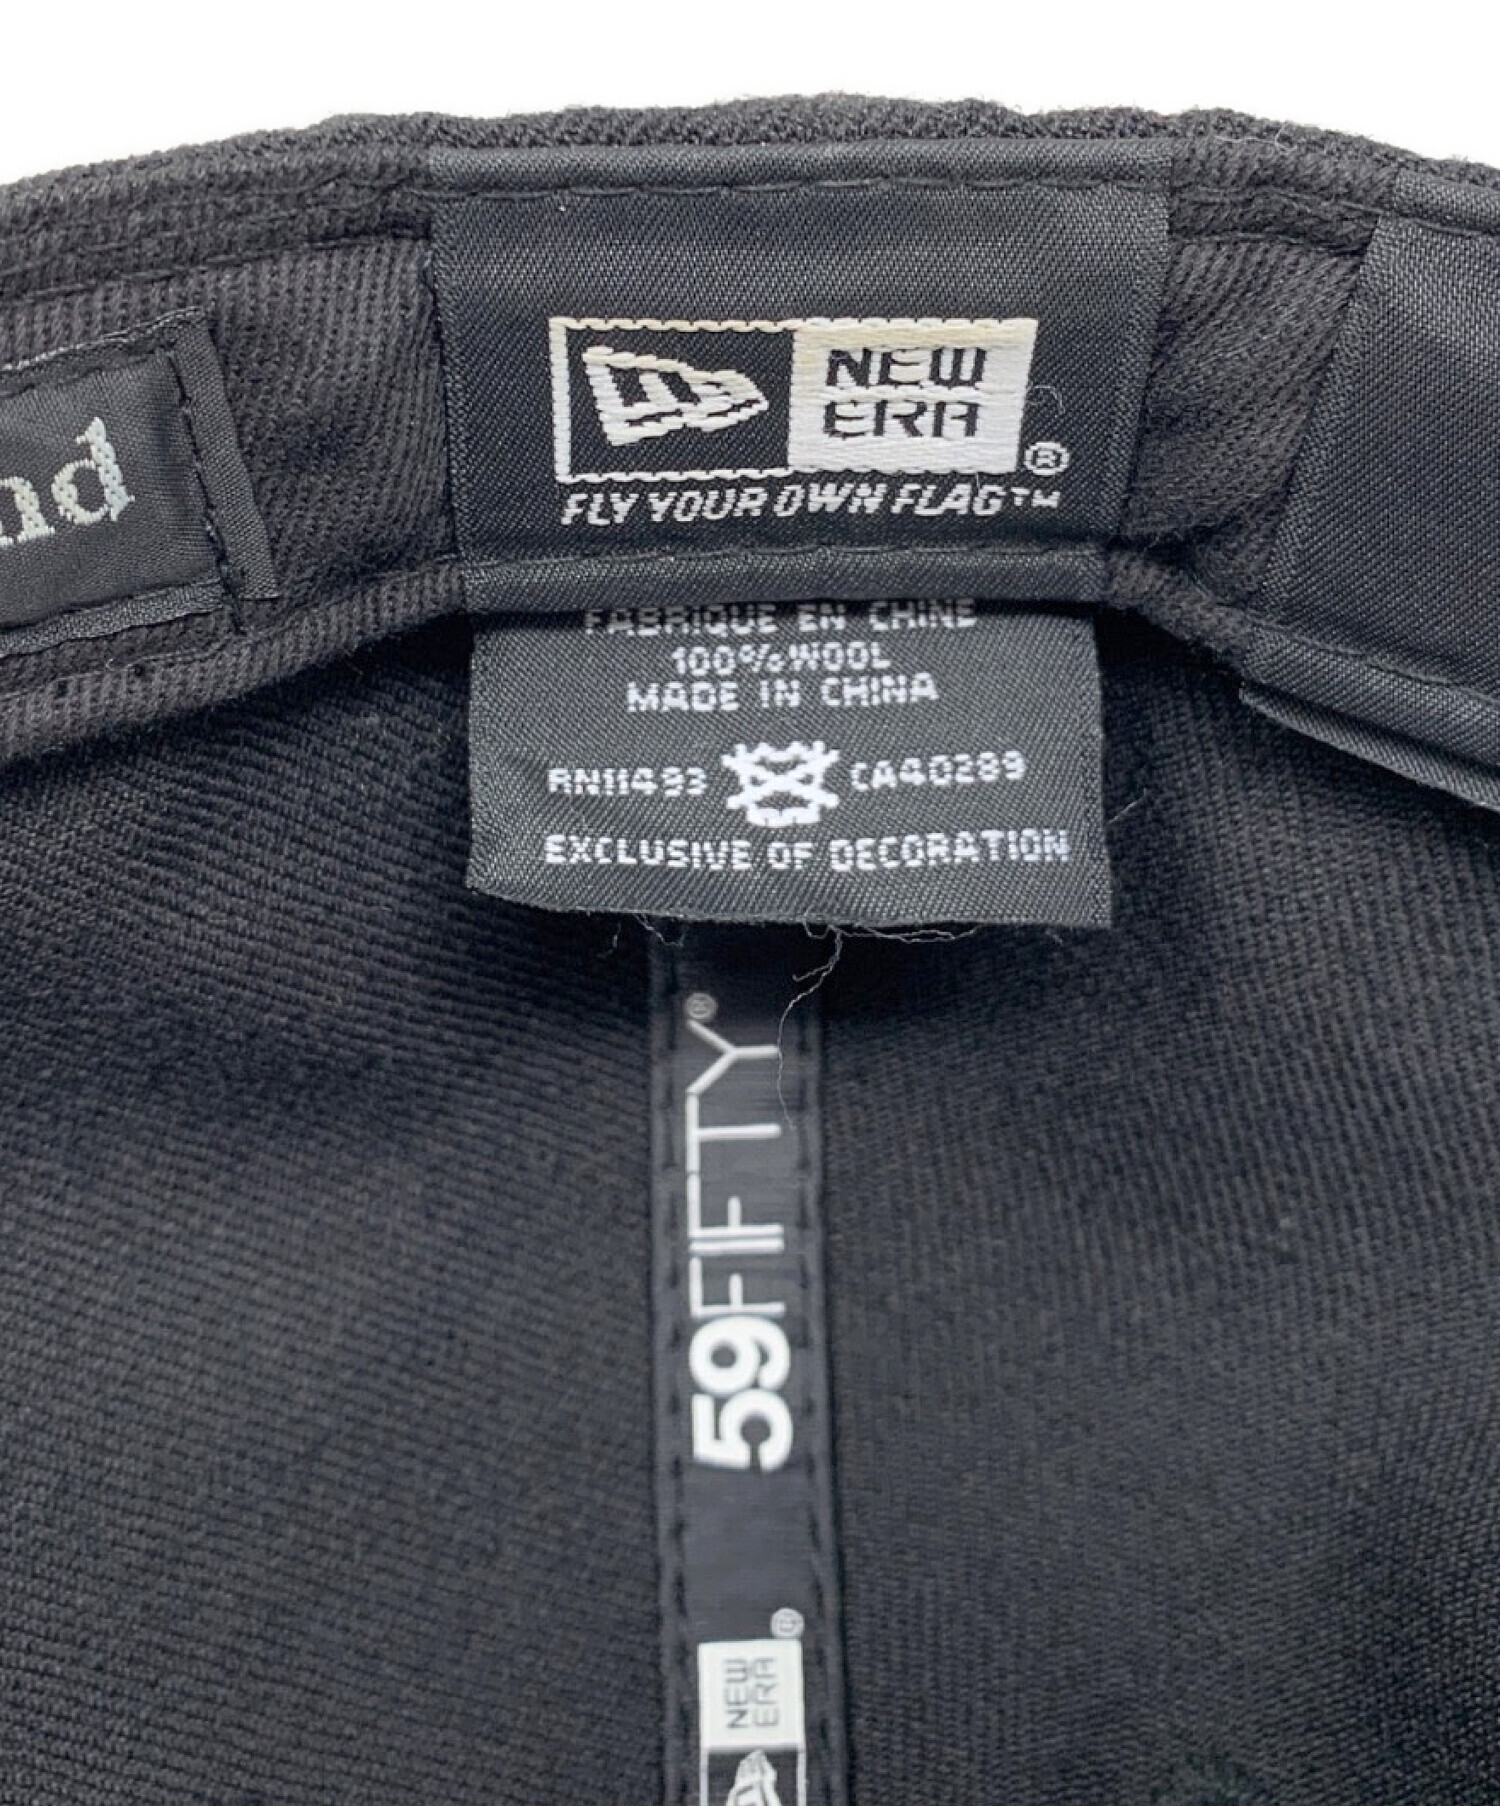 nd
NEW
ERA®
FLY YOUR OWN FLAG™
FABRIQUE EN CHINE
100% WOOL
MADE IN CHINA
RN11493 CA40289
EXCLUSIVE OF DECORATION
59FIFTY®
NEW
ERA®